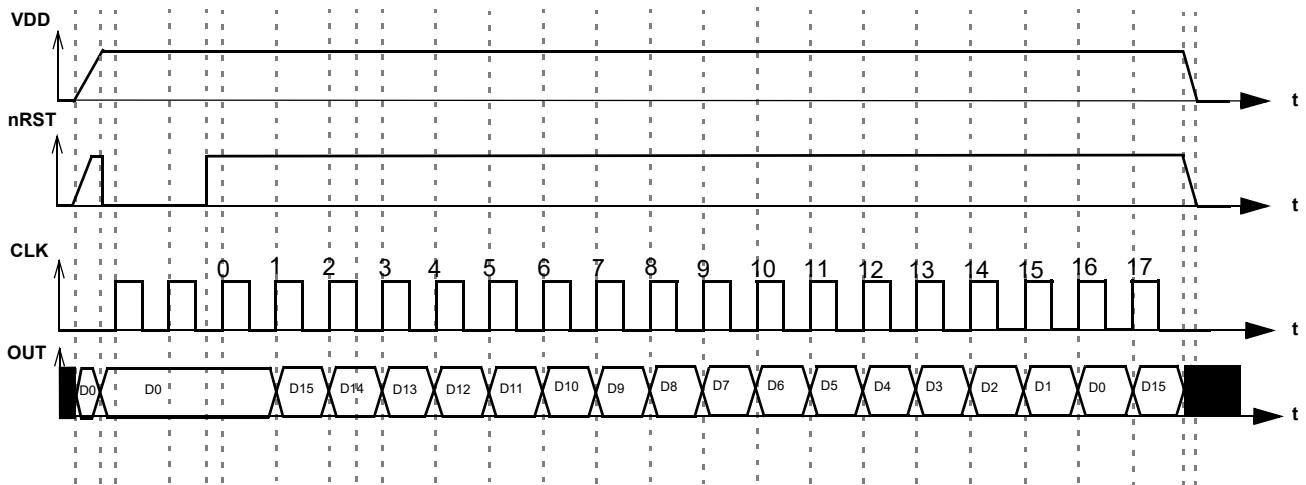 VDD
t
nRST
t
CLK
0 1 2 3 4 5 6 7 8 9 10 11 12 13 14 15 16 17
t
OUT
D0 D0 D15 D14 D13 D12 D11 D10 D9 D8 D7 D6 D5 D4 D3 D2 D1 D0 D15
t